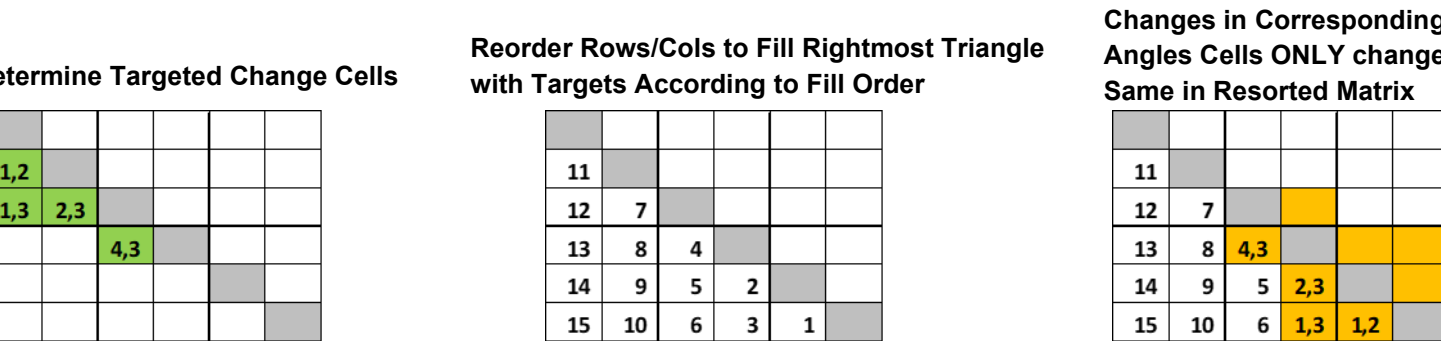 etermine Targeted Change Cells
1,2
1,3 2,3
4,3
Reorder Rows/Cols to Fill Rightmost Triangle
with Targets According to Fill Order
11
12 7
13 8 4
14 9 5 2
15 10 6 3 1
Changes in Corresponding
Angles Cells ONLY change
Same in Resorted Matrix
11
12 7
13 8 4,3
14 9 5 2,3
15 10 6 1,3 1,2